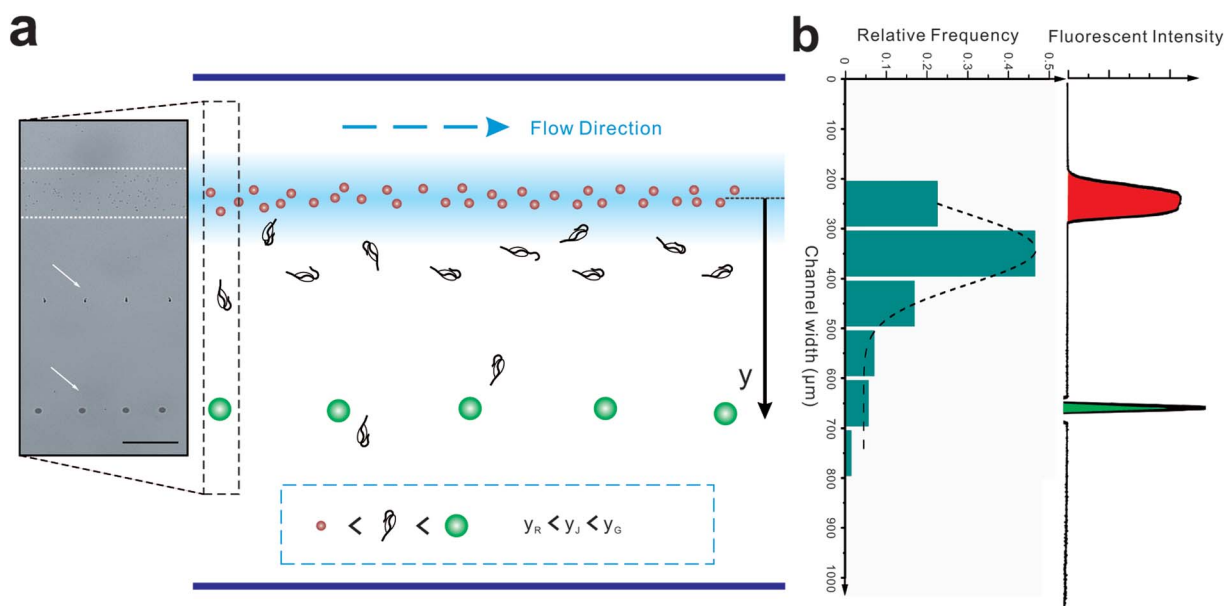 a
Flow Direction
y
< < y_R < y_J < y_G
b
Relative Frequency
Fluorescent Intensity
0 0.1 0.2 0.3 0.4 0.5
Channel width (μm)
0
100
200
300
400
500
600
700
800
900
1000